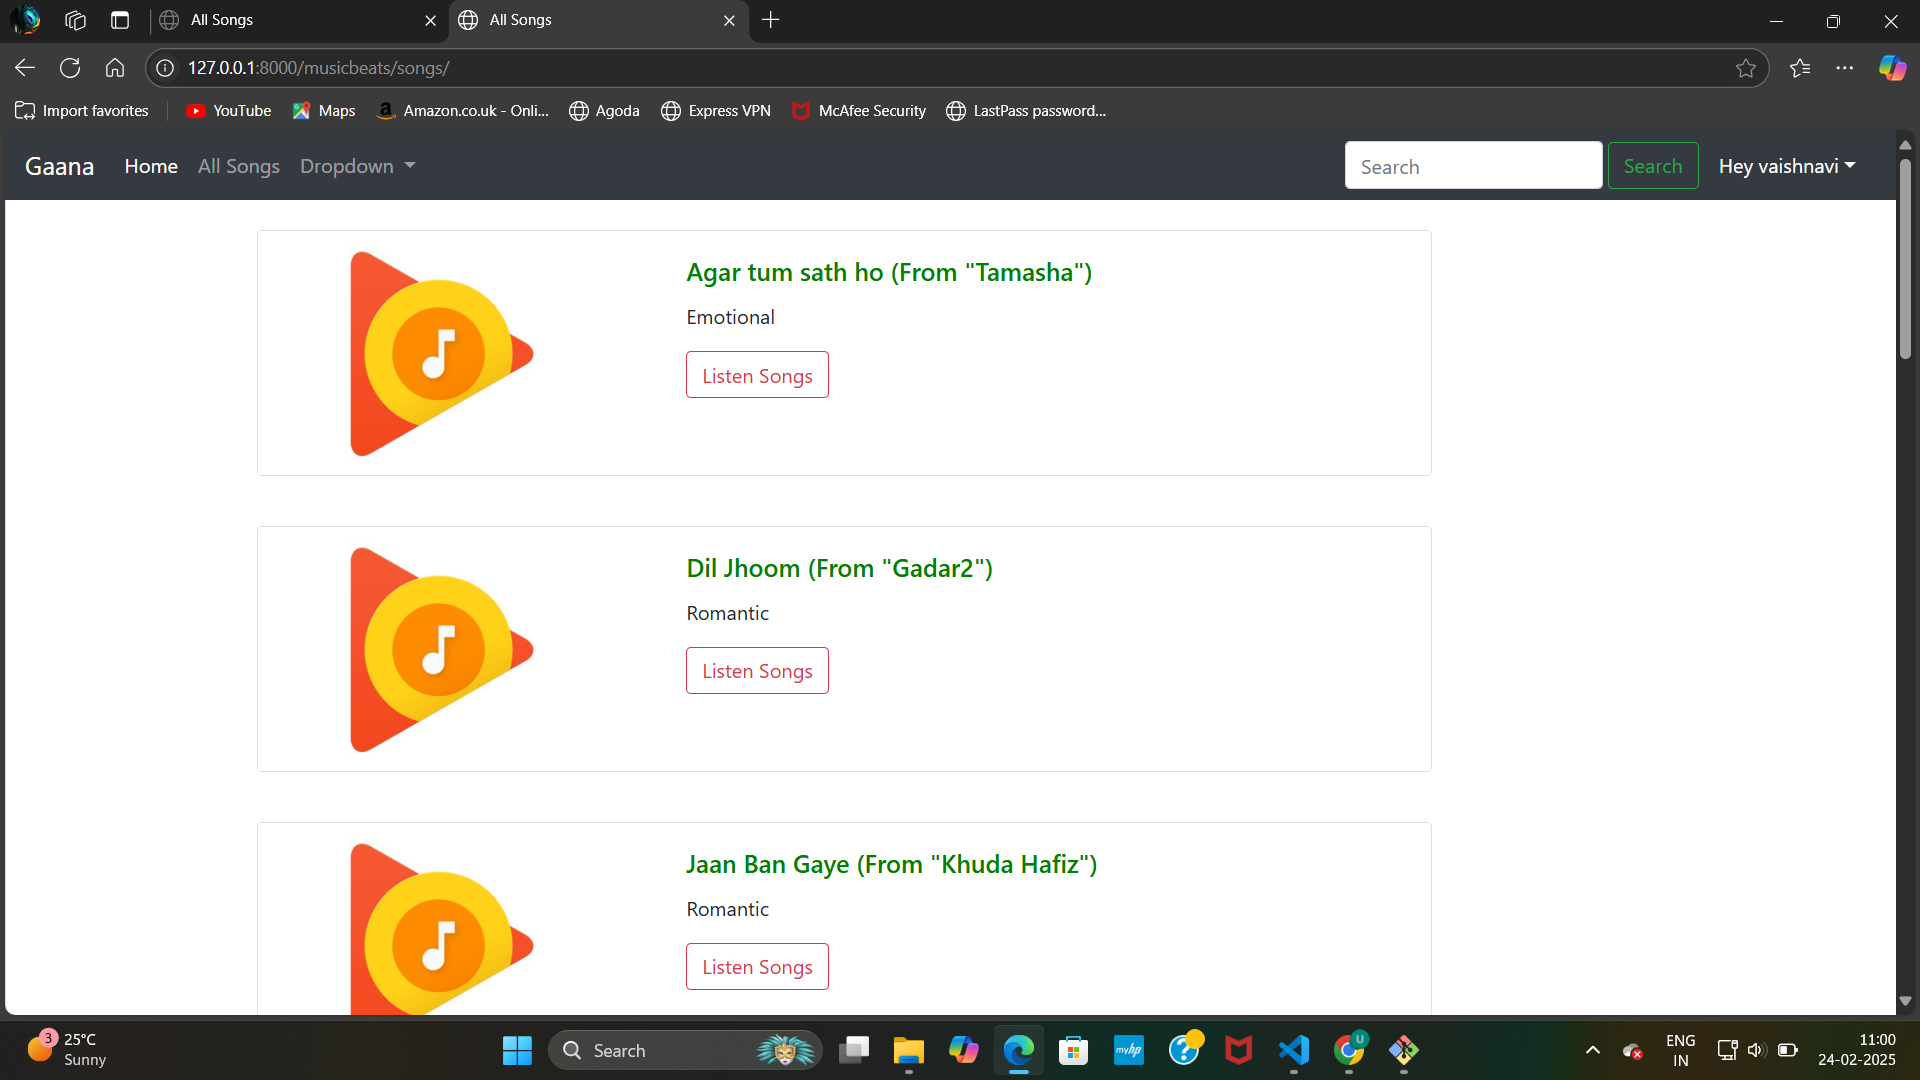 All Songs
All Songs
127.0.0.1:8000/musicbeats/songs/
Import favorites
YouTube
Maps
Amazon.co.uk - Onli...
Agoda
Express VPN
McAfee Security
LastPass password...
Gaana
Home
All Songs
Dropdown
Search
Search
Hey vaishnavi
Agar tum sath ho (From "Tamasha")
Emotional
Listen Songs
Dil Jhoom (From "Gadar2")
Romantic
Listen Songs
Jaan Ban Gaye (From "Khuda Hafiz")
Romantic
Listen Songs
3
25°C
Sunny
Search
myhp
U
ENG
IN
11:00
24-02-2025